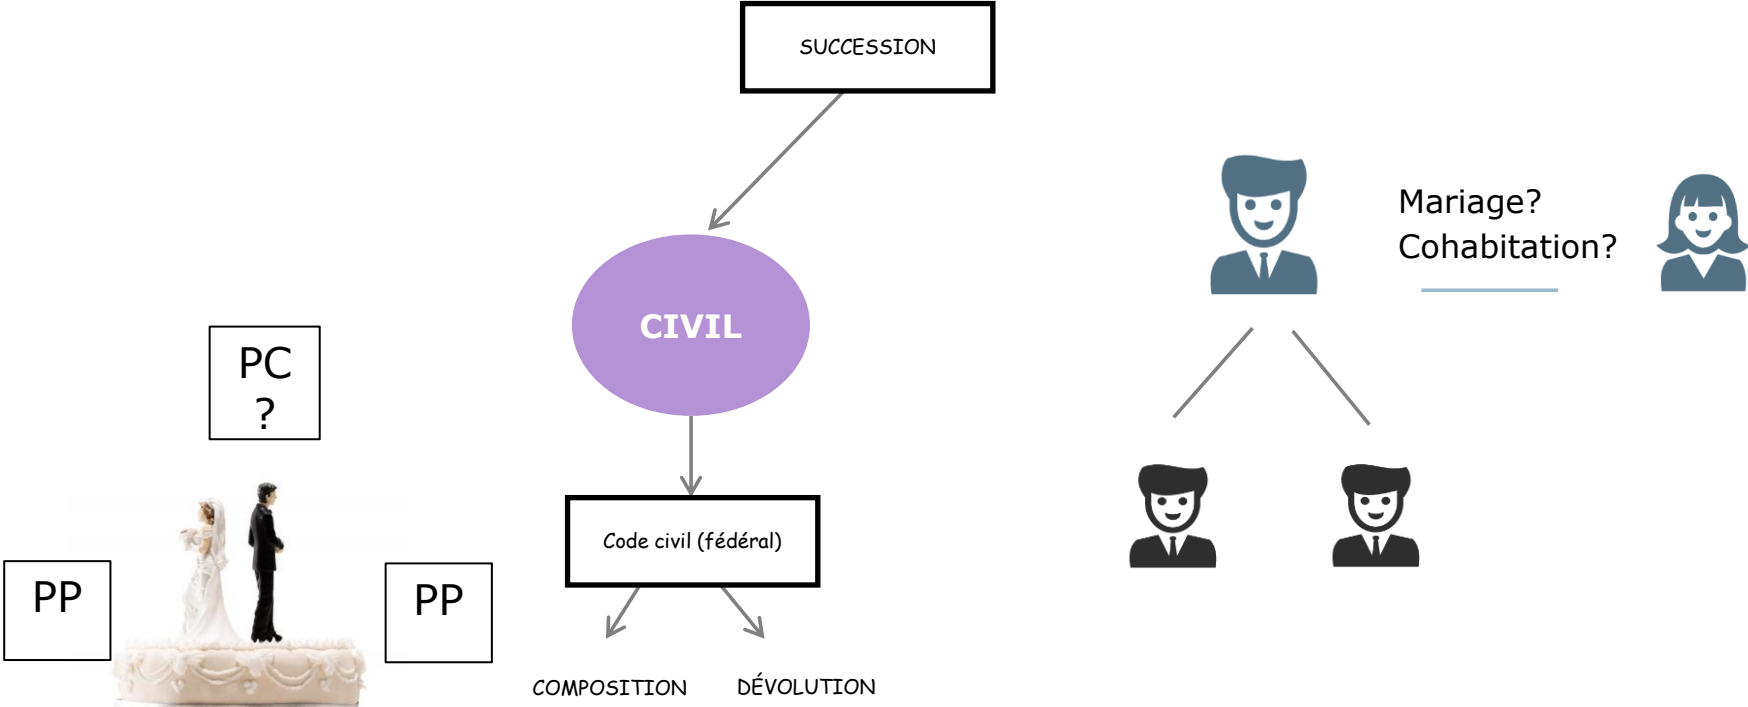 SUCCESSION
Mariage?
Cohabitation?
CIVIL
PC
?
Code civil (fédéral)
PP
PP
COMPOSITION
DÉVOLUTION